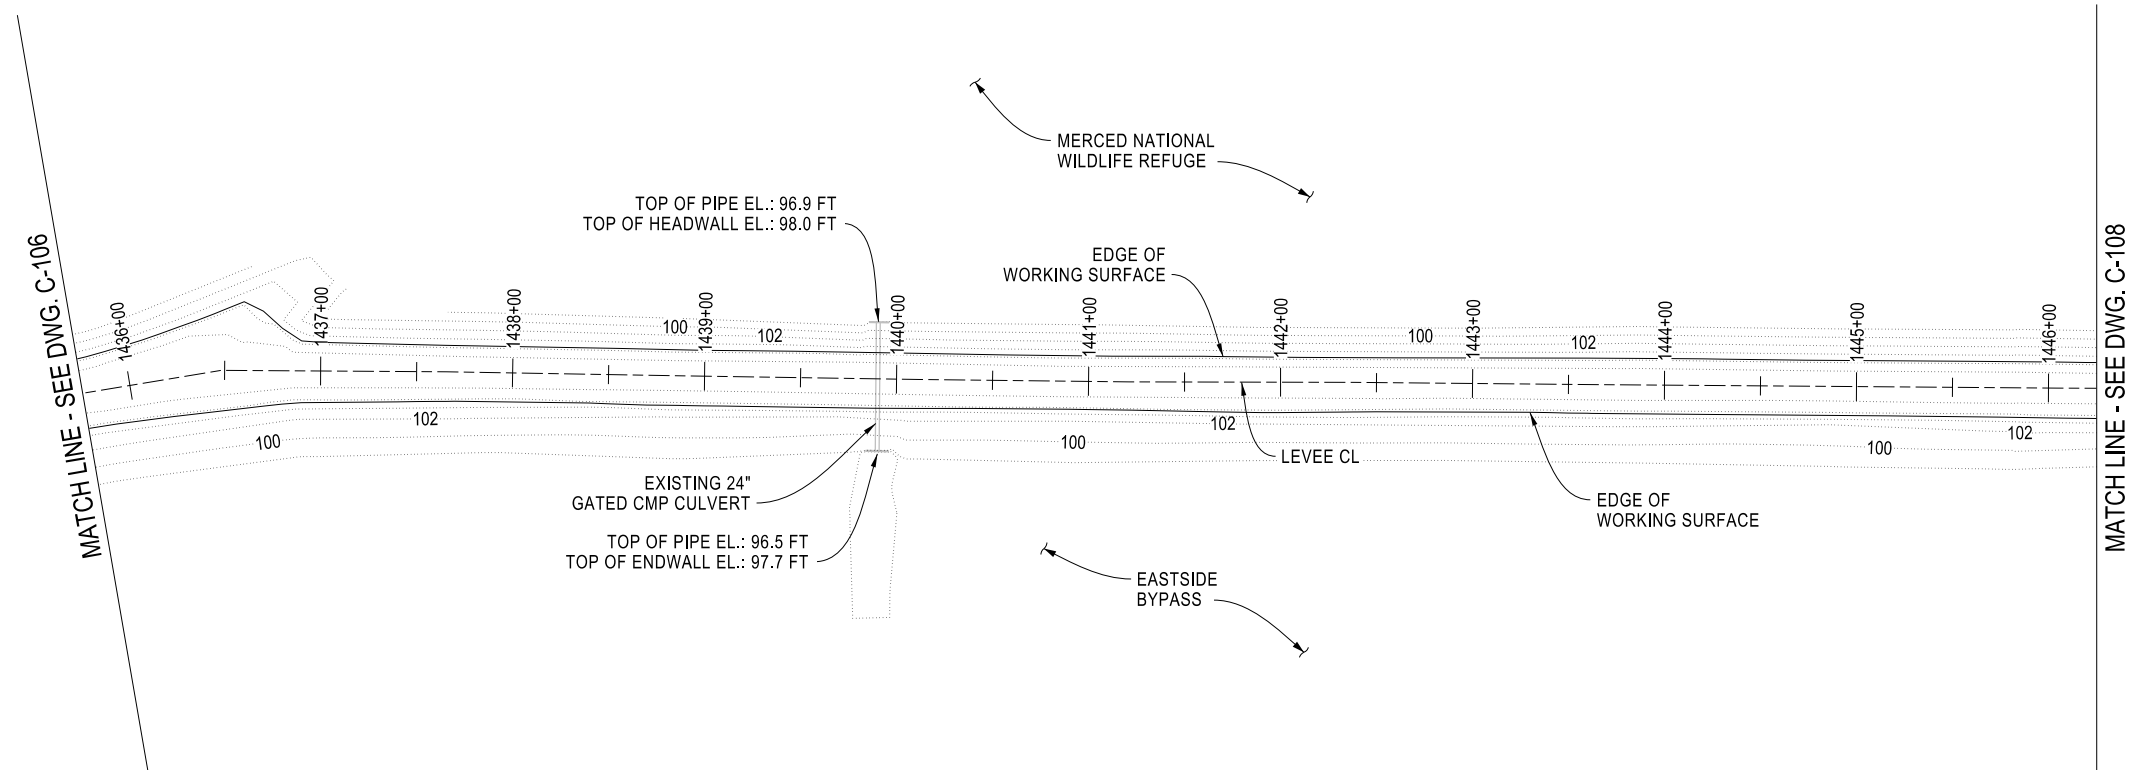 MERCED NATIONAL
WILDLIFE REFUGE
TOP OF PIPE EL.: 96.9 FT
TOP OF HEADWALL EL.: 98.0 FT
EDGE OF
WORKING SURFACE
MATCH LINE - SEE DWG. C-106
MATCH LINE - SEE DWG. C-108
1436+00
1437+00
1438+00
1439+00
1440+00
1441+00
1442+00
1443+00
1444+00
1445+00
1446+00
100
102
100
102
100
102
100
102
100
102
LEVEE CL
EXISTING 24"
GATED CMP CULVERT
EDGE OF
WORKING SURFACE
TOP OF PIPE EL.: 96.5 FT
TOP OF ENDWALL EL.: 97.7 FT
EASTSIDE
BYPASS